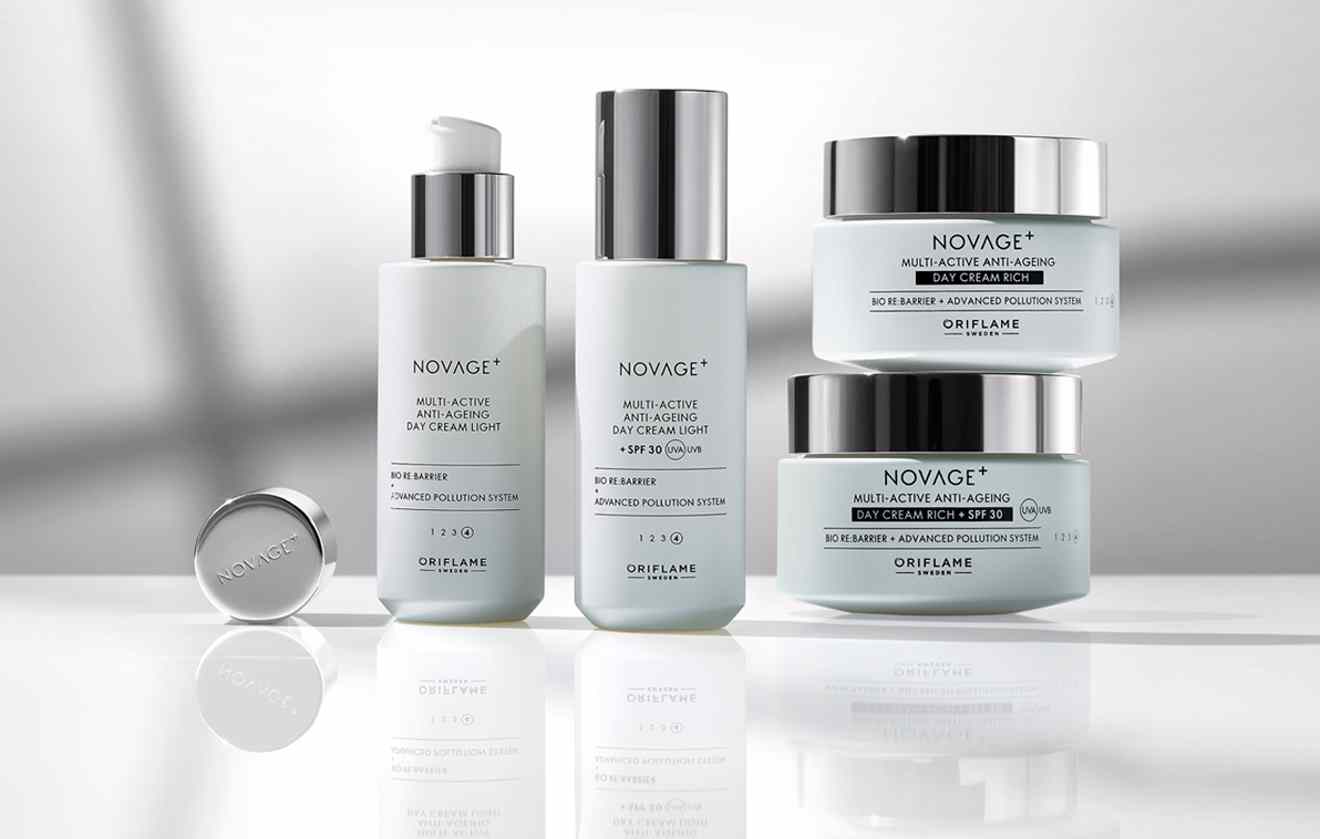 NOVAGE+
NOVAGE+
MULTI-ACTIVE
ANTI-AGEING
DAY CREAM LIGHT
BIO RE:BARRIER
+
ADVANCED POLLUTION SYSTEM
1 2 3 4
ORIFLAME
SWEDEN
NOVAGE+
MULTI-ACTIVE
ANTI-AGEING
DAY CREAM LIGHT
+ SPF 30 UVA UVB
BIO RE:BARRIER
+
ADVANCED POLLUTION SYSTEM
1 2 3 4
ORIFLAME
SWEDEN
NOVAGE+
MULTI-ACTIVE ANTI-AGEING
DAY CREAM RICH
BIO RE:BARRIER + ADVANCED POLLUTION SYSTEM 1 2 3 4
ORIFLAME
SWEDEN
NOVAGE+
MULTI-ACTIVE ANTI-AGEING
DAY CREAM RICH + SPF 30 UVA UVB
BIO RE:BARRIER + ADVANCED POLLUTION SYSTEM 1 2 3 4
ORIFLAME
SWEDEN